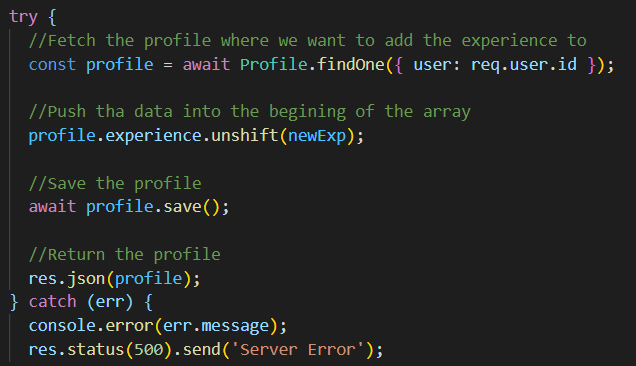 try {
//Fetch the profile where we want to add the experience to
const profile = await Profile.findOne({ user: req.user.id });
//Push tha data into the begining of the array
profile.experience.unshift(newExp);
//Save the profile
await profile.save();
//Return the profile
res.json(profile);
} catch (err) {
console.error(err.message);
res.status(500).send('Server Error');